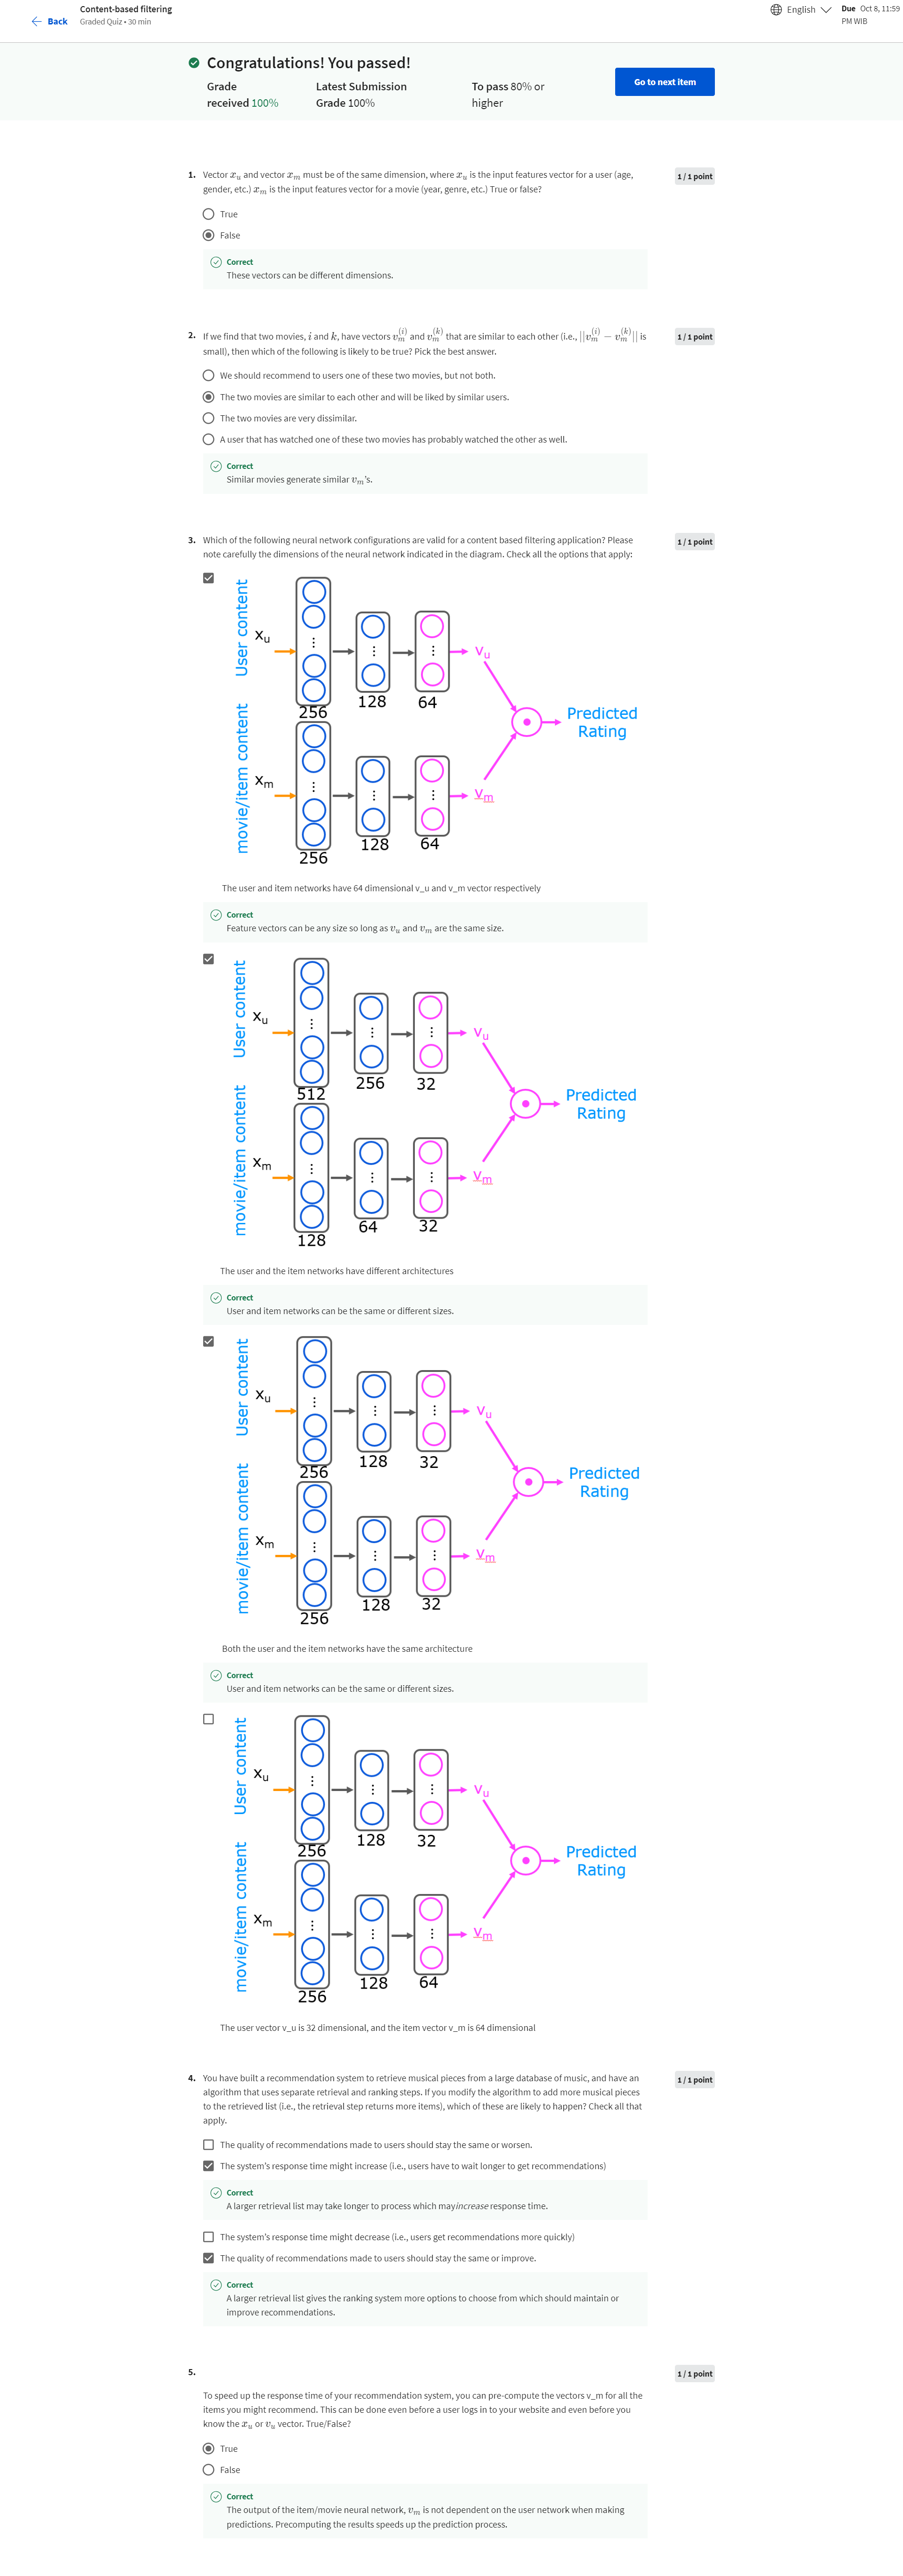 Back
Content-based filtering
Graded Quiz • 30 min
English
Due Oct 8, 11:59
PM WIB
Congratulations! You passed!
Grade
received 100%
Latest Submission
Grade 100%
To pass 80% or
higher
Go to next item
1. Vector x_u and vector x_m must be of the same dimension, where x_u is the input features vector for a user (age,
gender, etc.) x_m is the input features vector for a movie (year, genre, etc.) True or false?
1 / 1 point
True
False
Correct
These vectors can be different dimensions.
2. If we find that two movies, i and k, have vectors v_m^(i) and v_m^(k) that are similar to each other (i.e., ||v_m^(i) − v_m^(k)|| is
small), then which of the following is likely to be true? Pick the best answer.
1 / 1 point
We should recommend to users one of these two movies, but not both.
The two movies are similar to each other and will be liked by similar users.
The two movies are very dissimilar.
A user that has watched one of these two movies has probably watched the other as well.
Correct
Similar movies generate similar v_m's.
3. Which of the following neural network configurations are valid for a content based filtering application? Please
note carefully the dimensions of the neural network indicated in the diagram. Check all the options that apply:
1 / 1 point
User content
x_u
256
128
64
v_u
movie/item content
x_m
256
128
64
v_m
Predicted
Rating
The user and item networks have 64 dimensional v_u and v_m vector respectively
Correct
Feature vectors can be any size so long as v_u and v_m are the same size.
User content
x_u
512
256
32
v_u
movie/item content
x_m
128
64
32
v_m
Predicted
Rating
The user and the item networks have different architectures
Correct
User and item networks can be the same or different sizes.
User content
x_u
256
128
32
v_u
movie/item content
x_m
256
128
32
v_m
Predicted
Rating
Both the user and the item networks have the same architecture
Correct
User and item networks can be the same or different sizes.
User content
x_u
256
128
32
v_u
movie/item content
x_m
256
128
64
v_m
Predicted
Rating
The user vector v_u is 32 dimensional, and the item vector v_m is 64 dimensional
4. You have built a recommendation system to retrieve musical pieces from a large database of music, and have an
algorithm that uses separate retrieval and ranking steps. If you modify the algorithm to add more musical pieces
to the retrieved list (i.e., the retrieval step returns more items), which of these are likely to happen? Check all that
apply.
1 / 1 point
The quality of recommendations made to users should stay the same or worsen.
The system's response time might increase (i.e., users have to wait longer to get recommendations)
Correct
A larger retrieval list may take longer to process which may increase response time.
The system's response time might decrease (i.e., users get recommendations more quickly)
The quality of recommendations made to users should stay the same or improve.
Correct
A larger retrieval list gives the ranking system more options to choose from which should maintain or
improve recommendations.
5.
1 / 1 point
To speed up the response time of your recommendation system, you can pre-compute the vectors v_m for all the
items you might recommend. This can be done even before a user logs in to your website and even before you
know the x_u or v_u vector. True/False?
True
False
Correct
The output of the item/movie neural network, v_m is not dependent on the user network when making
predictions. Precomputing the results speeds up the prediction process.